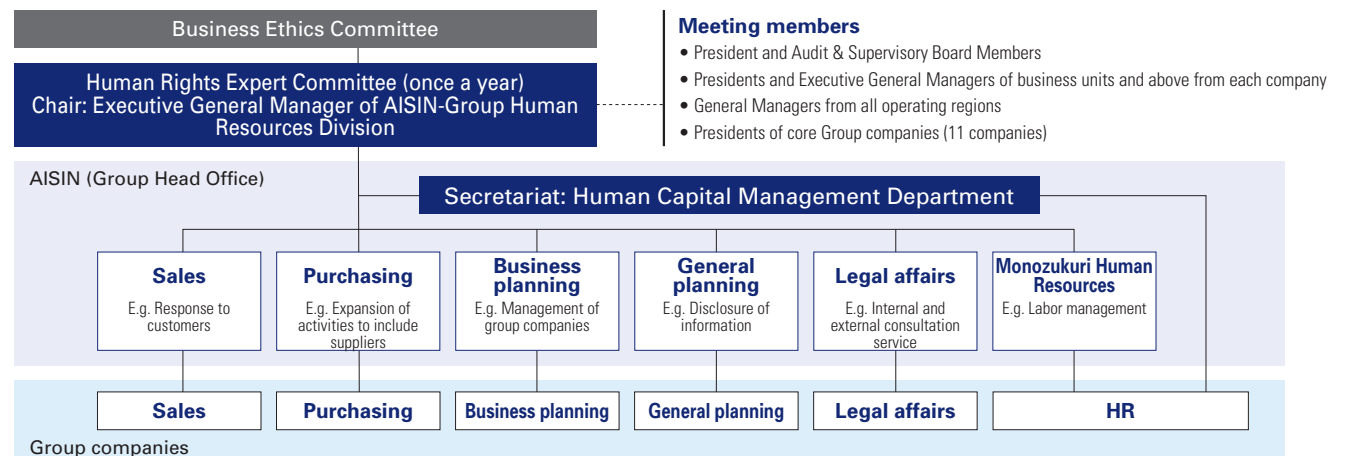 Business Ethics Committee
Human Rights Expert Committee (once a year)
Chair: Executive General Manager of AISIN-Group Human
Resources Division
Meeting members
• President and Audit & Supervisory Board Members
• Presidents and Executive General Managers of business units and above from each company
• General Managers from all operating regions
• Presidents of core Group companies (11 companies)
AISIN (Group Head Office)
Secretariat: Human Capital Management Department
Sales
E.g. Response to
customers
Purchasing
E.g. Expansion of
activities to include
suppliers
Business
planning
E.g. Management of
group companies
General
planning
E.g. Disclosure of
information
Legal affairs
E.g. Internal and
external consultation
service
Monozukuri Human
Resources
E.g. Labor management
Sales
Purchasing
Business planning
General planning
Legal affairs
HR
Group companies